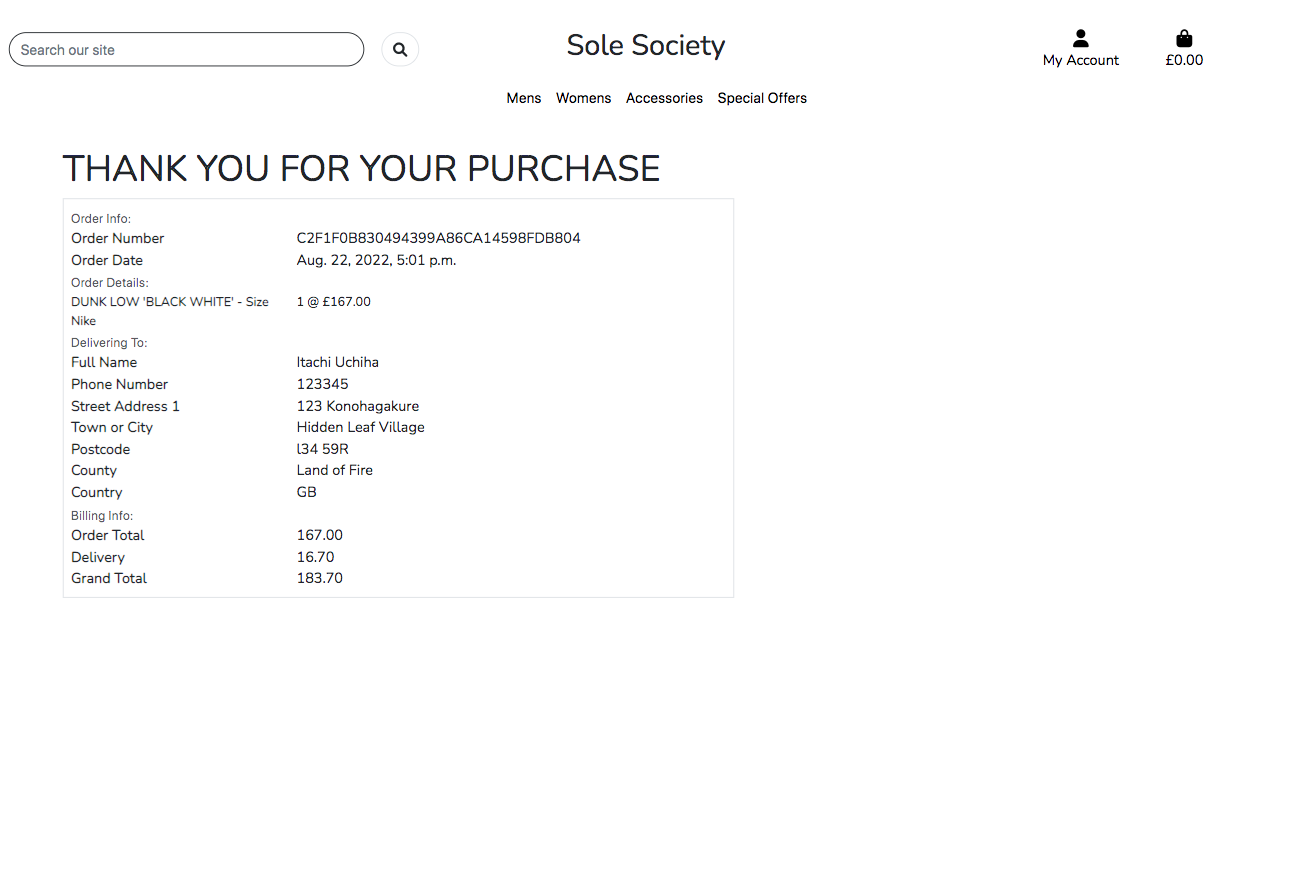 Search our site
Sole Society
My Account
£0.00
Mens Womens Accessories Special Offers
THANK YOU FOR YOUR PURCHASE
Order Info:
Order Number C2F1F0B830494399A86CA14598FDB804
Order Date Aug. 22, 2022, 5:01 p.m.
Order Details:
DUNK LOW 'BLACK WHITE' - Size 1 @ £167.00
Nike
Delivering To:
Full Name Itachi Uchiha
Phone Number 123345
Street Address 1 123 Konohagakure
Town or City Hidden Leaf Village
Postcode l34 59R
County Land of Fire
Country GB
Billing Info:
Order Total 167.00
Delivery 16.70
Grand Total 183.70